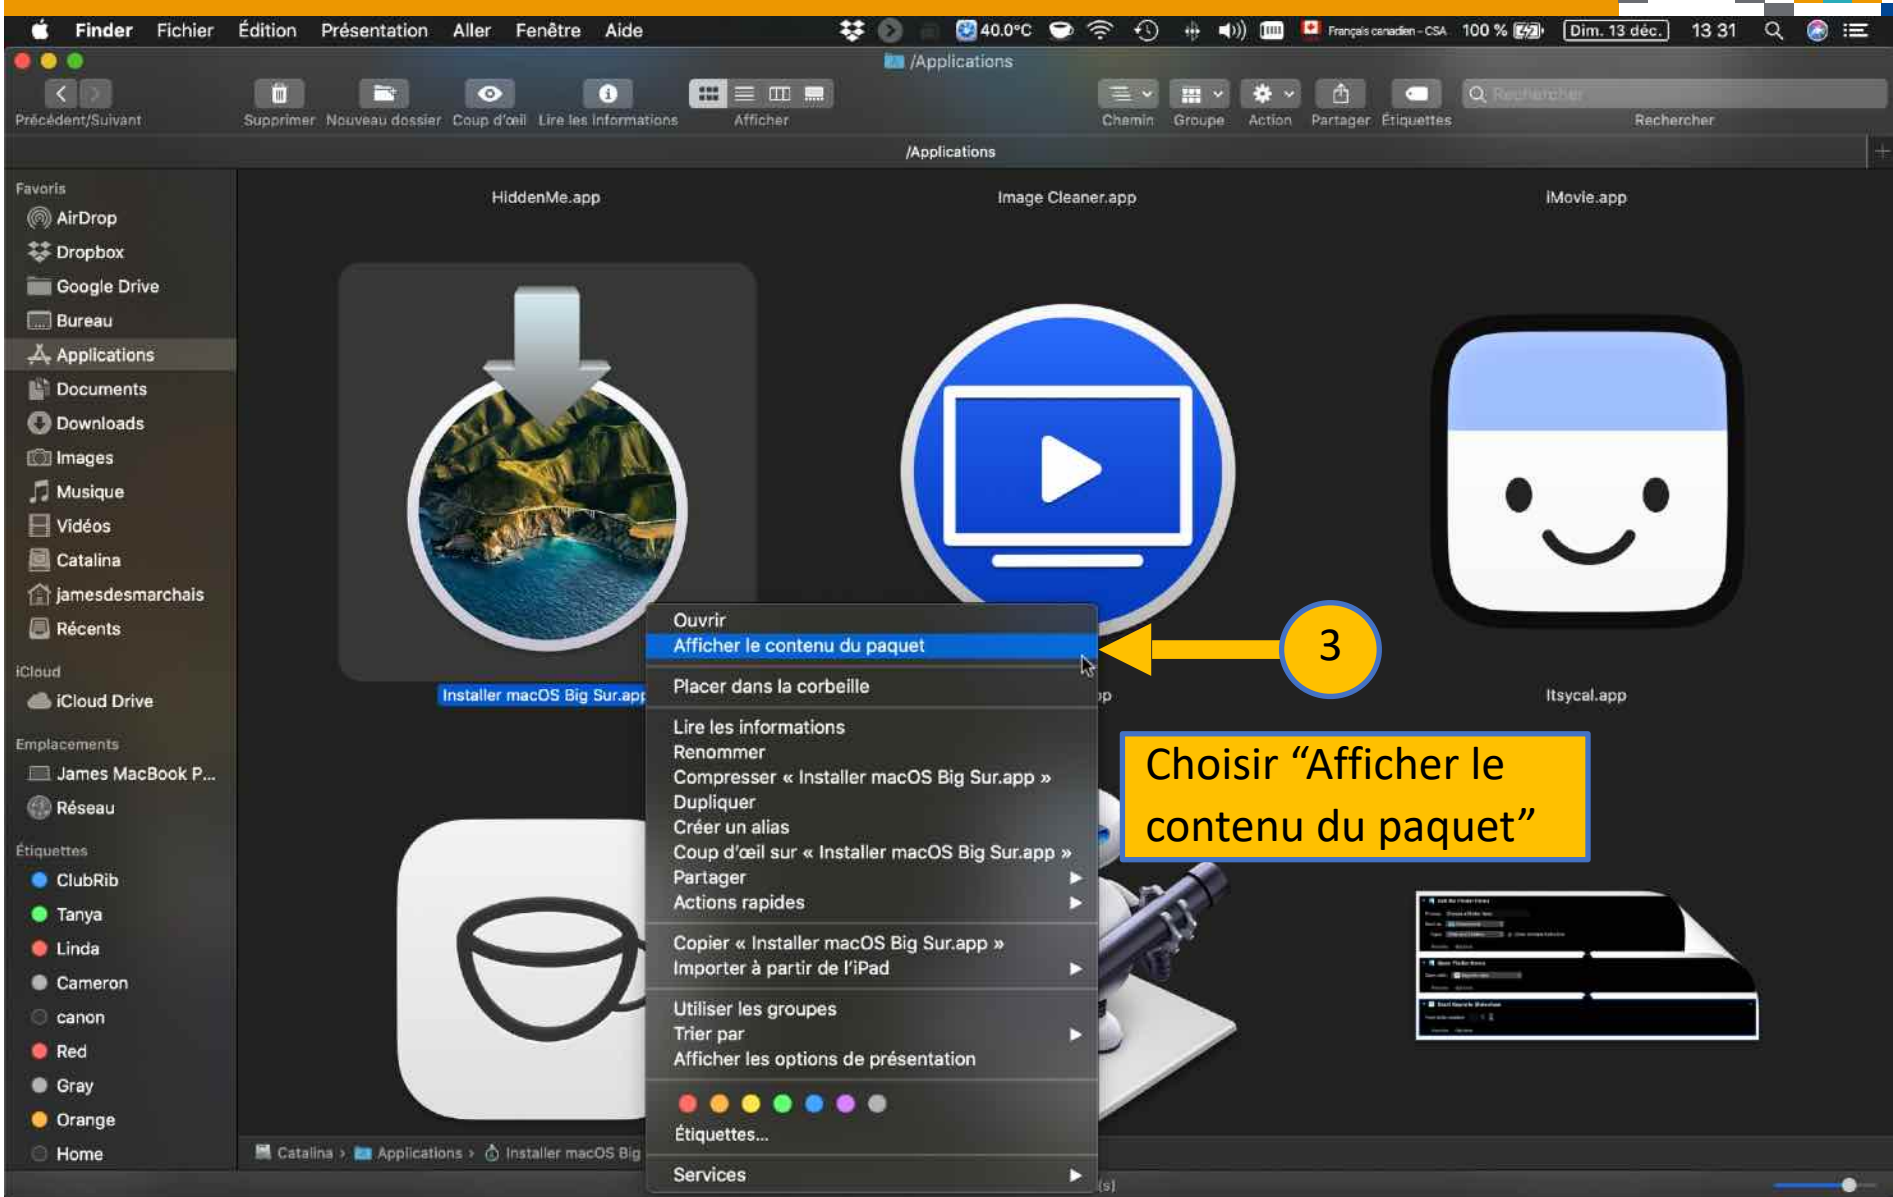 Finder Fichier Édition Présentation Aller Fenêtre Aide 40.0°C Français canadien - CSA 100 % Dim. 13 déc. 13 31
/Applications
Précédent/Suivant Supprimer Nouveau dossier Coup d'œil Lire les informations Afficher Chemin Groupe Action Partager Étiquettes Rechercher
Rechercher
/Applications
Favoris
AirDrop
Dropbox
Google Drive
Bureau
Applications
Documents
Downloads
Images
Musique
Vidéos
Catalina
jamesdesmarchais
Récents
iCloud
iCloud Drive
Emplacements
James MacBook P...
Réseau
Étiquettes
ClubRib
Tanya
Linda
Cameron
canon
Red
Gray
Orange
Home
HiddenMe.app
Image Cleaner.app
iMovie.app
Installer macOS Big Sur.app
Itsycal.app
Ouvrir
Afficher le contenu du paquet
Placer dans la corbeille
Lire les informations
Renommer
Compresser « Installer macOS Big Sur.app »
Dupliquer
Créer un alias
Coup d'œil sur « Installer macOS Big Sur.app »
Partager
Actions rapides
Copier « Installer macOS Big Sur.app »
Importer à partir de l'iPad
Utiliser les groupes
Trier par
Afficher les options de présentation
Étiquettes...
Services
3
Choisir “Afficher le
contenu du paquet”
Catalina › Applications › Installer macOS Big